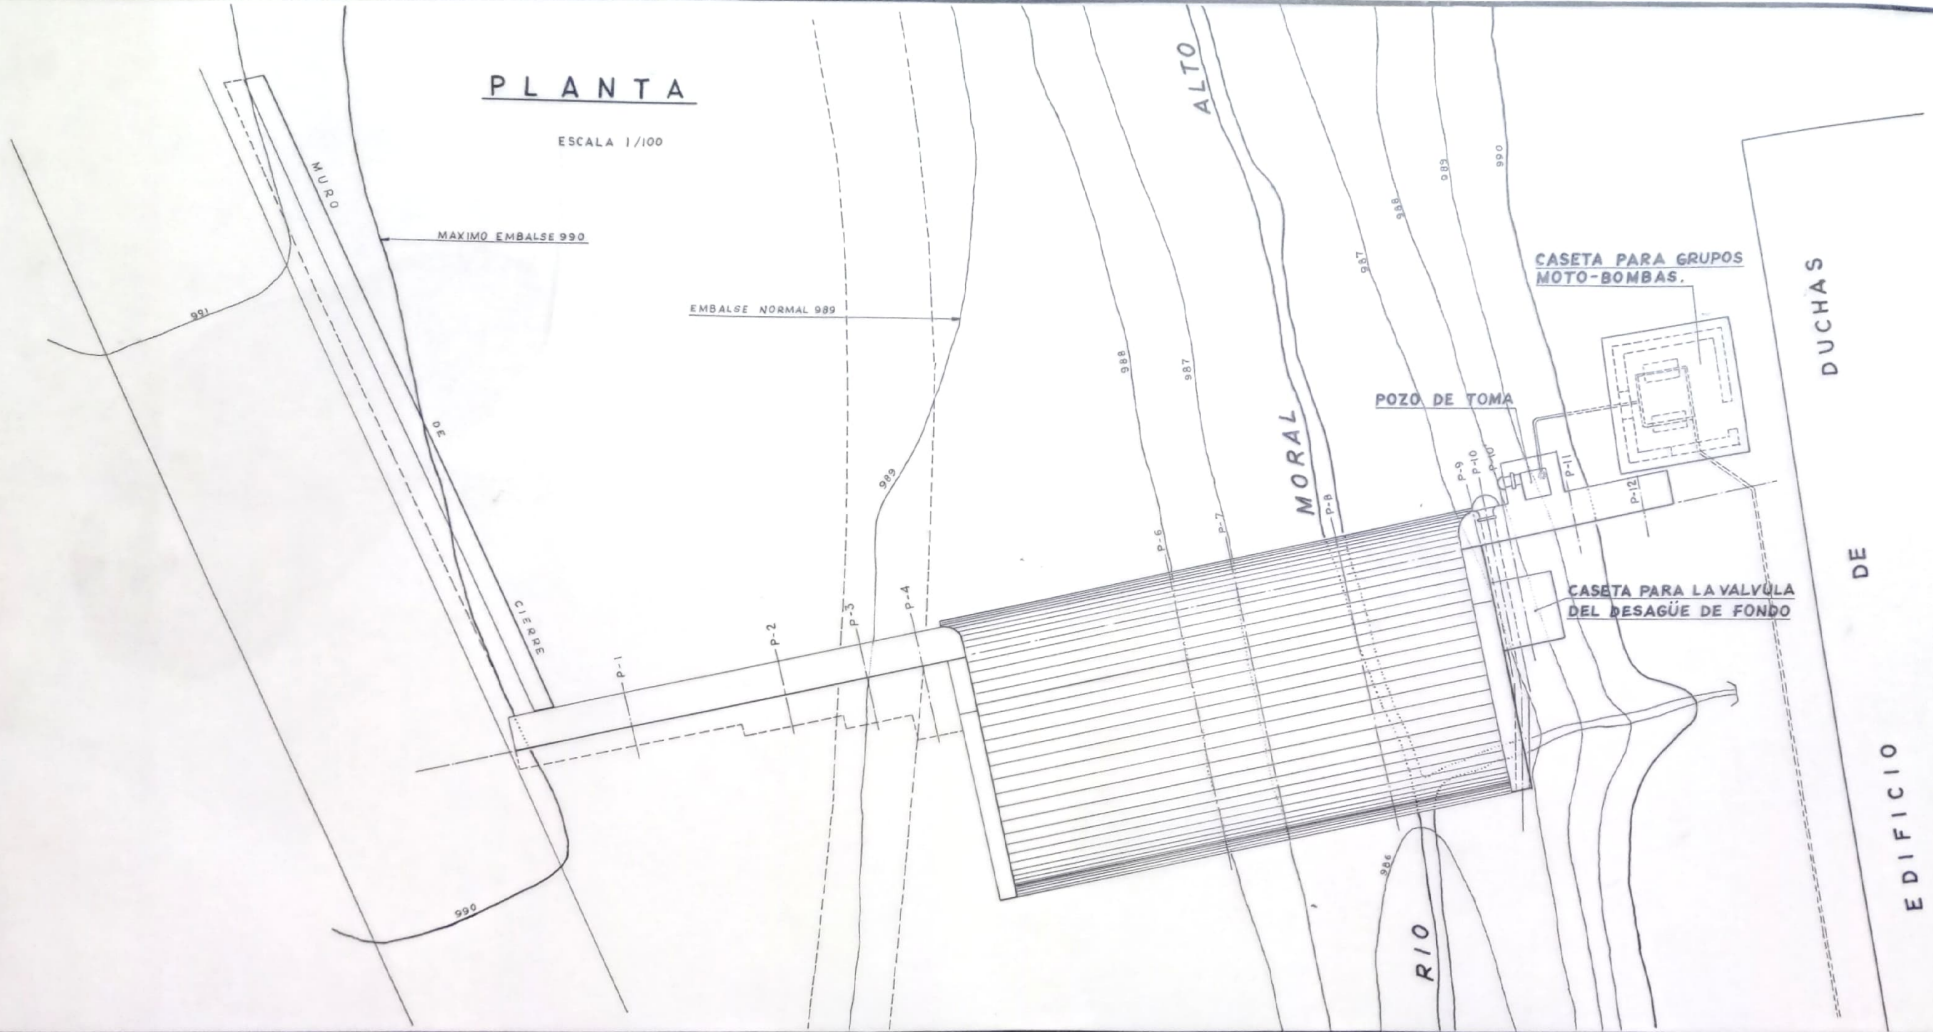 PLANTA
ESCALA 1/100
MURO
DE
CIERRE
MAXIMO EMBALSE 990
EMBALSE NORMAL 989
991
990
989
988
987
ALTO
MORAL
RIO
987
988
989
990
986
CASETA PARA GRUPOS
MOTO-BOMBAS.
POZO DE TOMA
CASETA PARA LA VALVULA
DEL DESAGÜE DE FONDO
P-1
P-2
P-3
P-4
P-6
P-7
P-8
P-9
P-10
P-10'
P-11
P-12
EDIFICIO
DE
DUCHAS